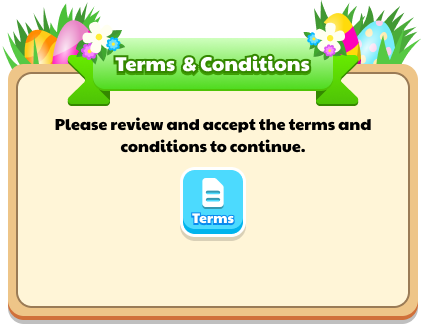 Terms & Conditions
Please review and accept the terms and
conditions to continue.
Terms